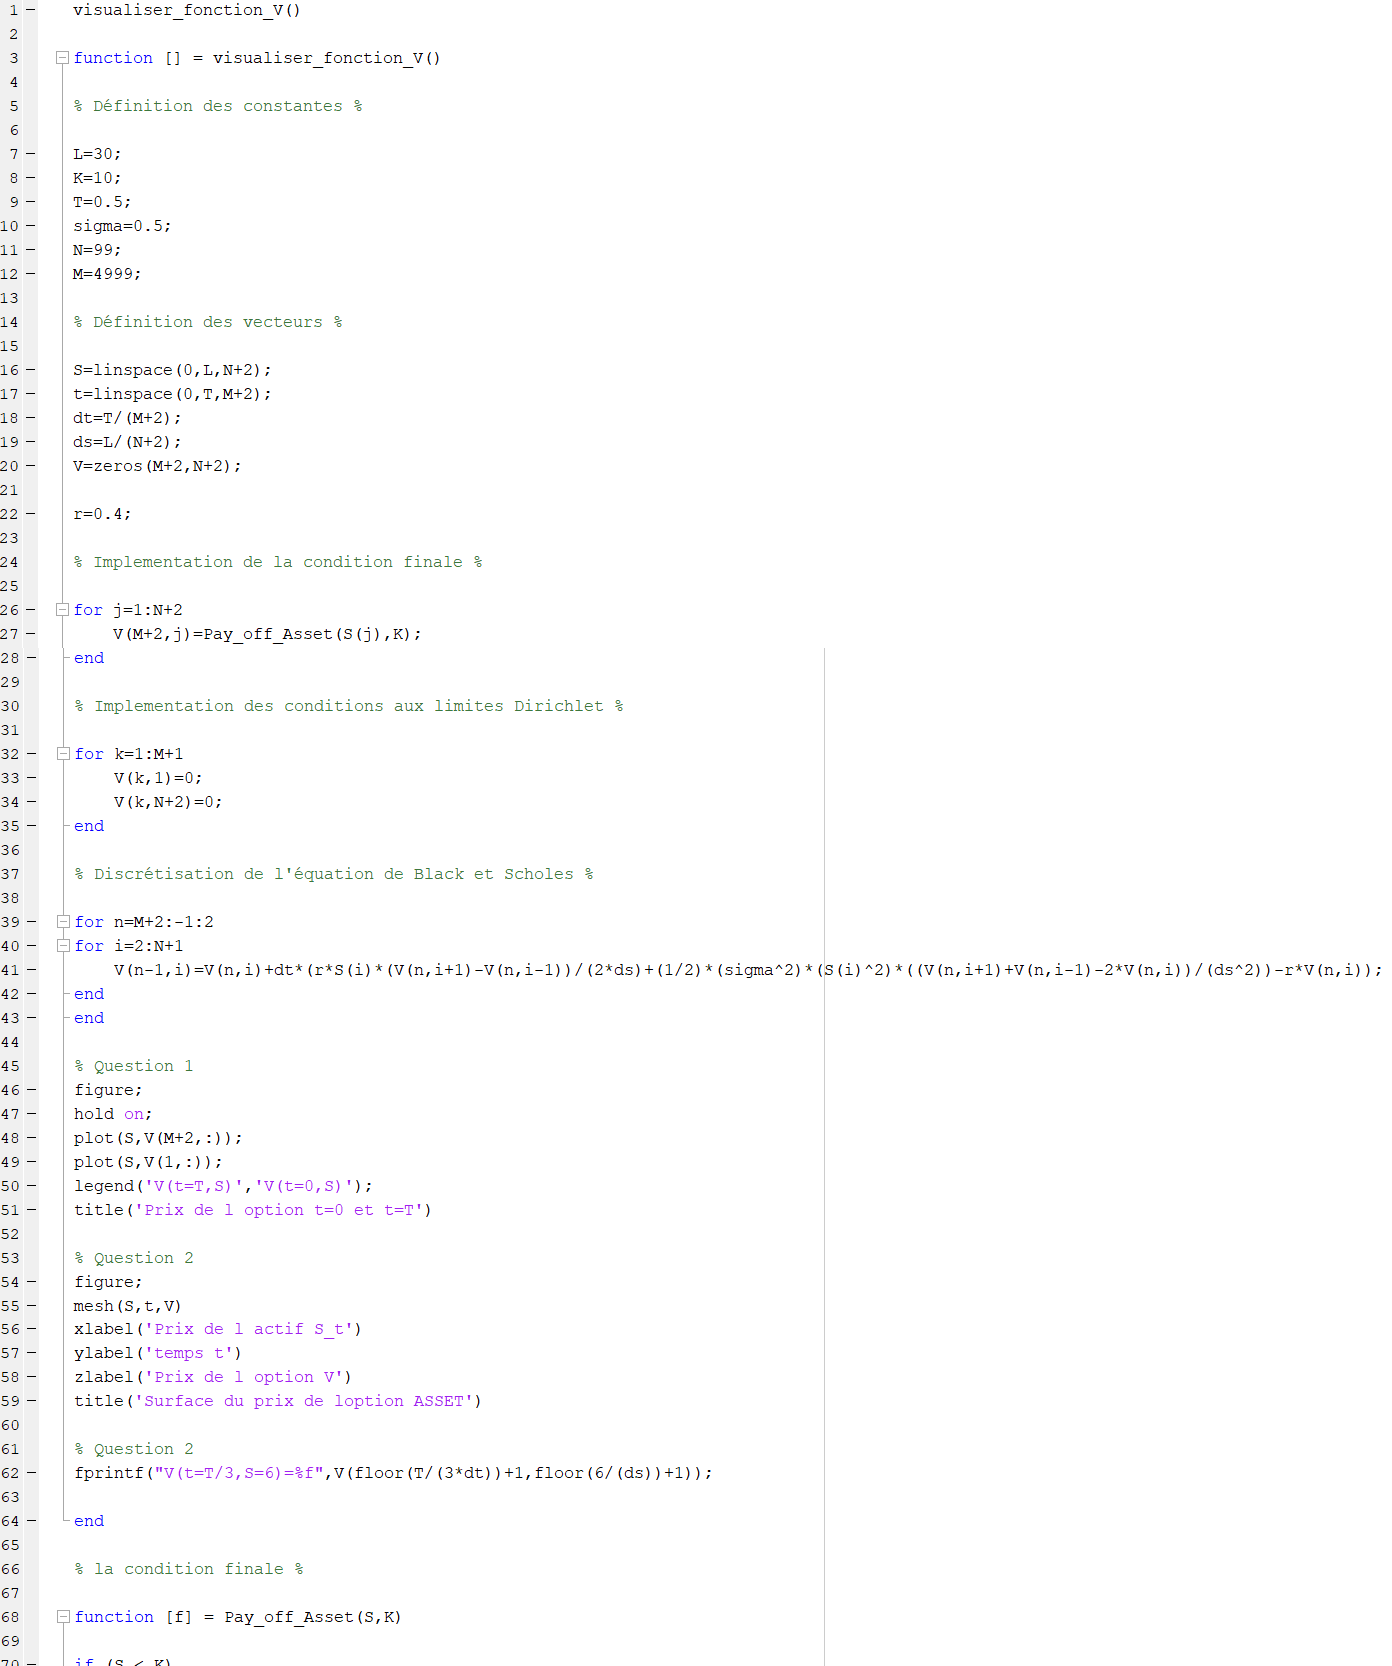 1 visualiser_fonction_V()
2
3 function [] = visualiser_fonction_V()
4
5 % Définition des constantes %
6
7 L=30;
8 K=10;
9 T=0.5;
10 sigma=0.5;
11 N=99;
12 M=4999;
13
14 % Définition des vecteurs %
15
16 S=linspace(0,L,N+2);
17 t=linspace(0,T,M+2);
18 dt=T/(M+2);
19 ds=L/(N+2);
20 V=zeros(M+2,N+2);
21
22 r=0.4;
23
24 % Implementation de la condition finale %
25
26 for j=1:N+2
27 V(M+2,j)=Pay_off_Asset(S(j),K);
28 end
29
30 % Implementation des conditions aux limites Dirichlet %
31
32 for k=1:M+1
33 V(k,1)=0;
34 V(k,N+2)=0;
35 end
36
37 % Discrétisation de l'équation de Black et Scholes %
38
39 for n=M+2:-1:2
40 for i=2:N+1
41 V(n-1,i)=V(n,i)+dt*(r*S(i)*(V(n,i+1)-V(n,i-1))/(2*ds)+(1/2)*(sigma^2)*(S(i)^2)*((V(n,i+1)+V(n,i-1)-2*V(n,i))/(ds^2))-r*V(n,i));
42 end
43 end
44
45 % Question 1
46 figure;
47 hold on;
48 plot(S,V(M+2,:));
49 plot(S,V(1,:));
50 legend('V(t=T,S)','V(t=0,S)');
51 title('Prix de l option t=0 et t=T')
52
53 % Question 2
54 figure;
55 mesh(S,t,V)
56 xlabel('Prix de l actif S_t')
57 ylabel('temps t')
58 zlabel('Prix de l option V')
59 title('Surface du prix de loption ASSET')
60
61 % Question 2
62 fprintf("V(t=T/3,S=6)=%f",V(floor(T/(3*dt))+1,floor(6/(ds))+1));
63
64 end
65
66 % la condition finale %
67
68 function [f] = Pay_off_Asset(S,K)
69
70 if (S < K)